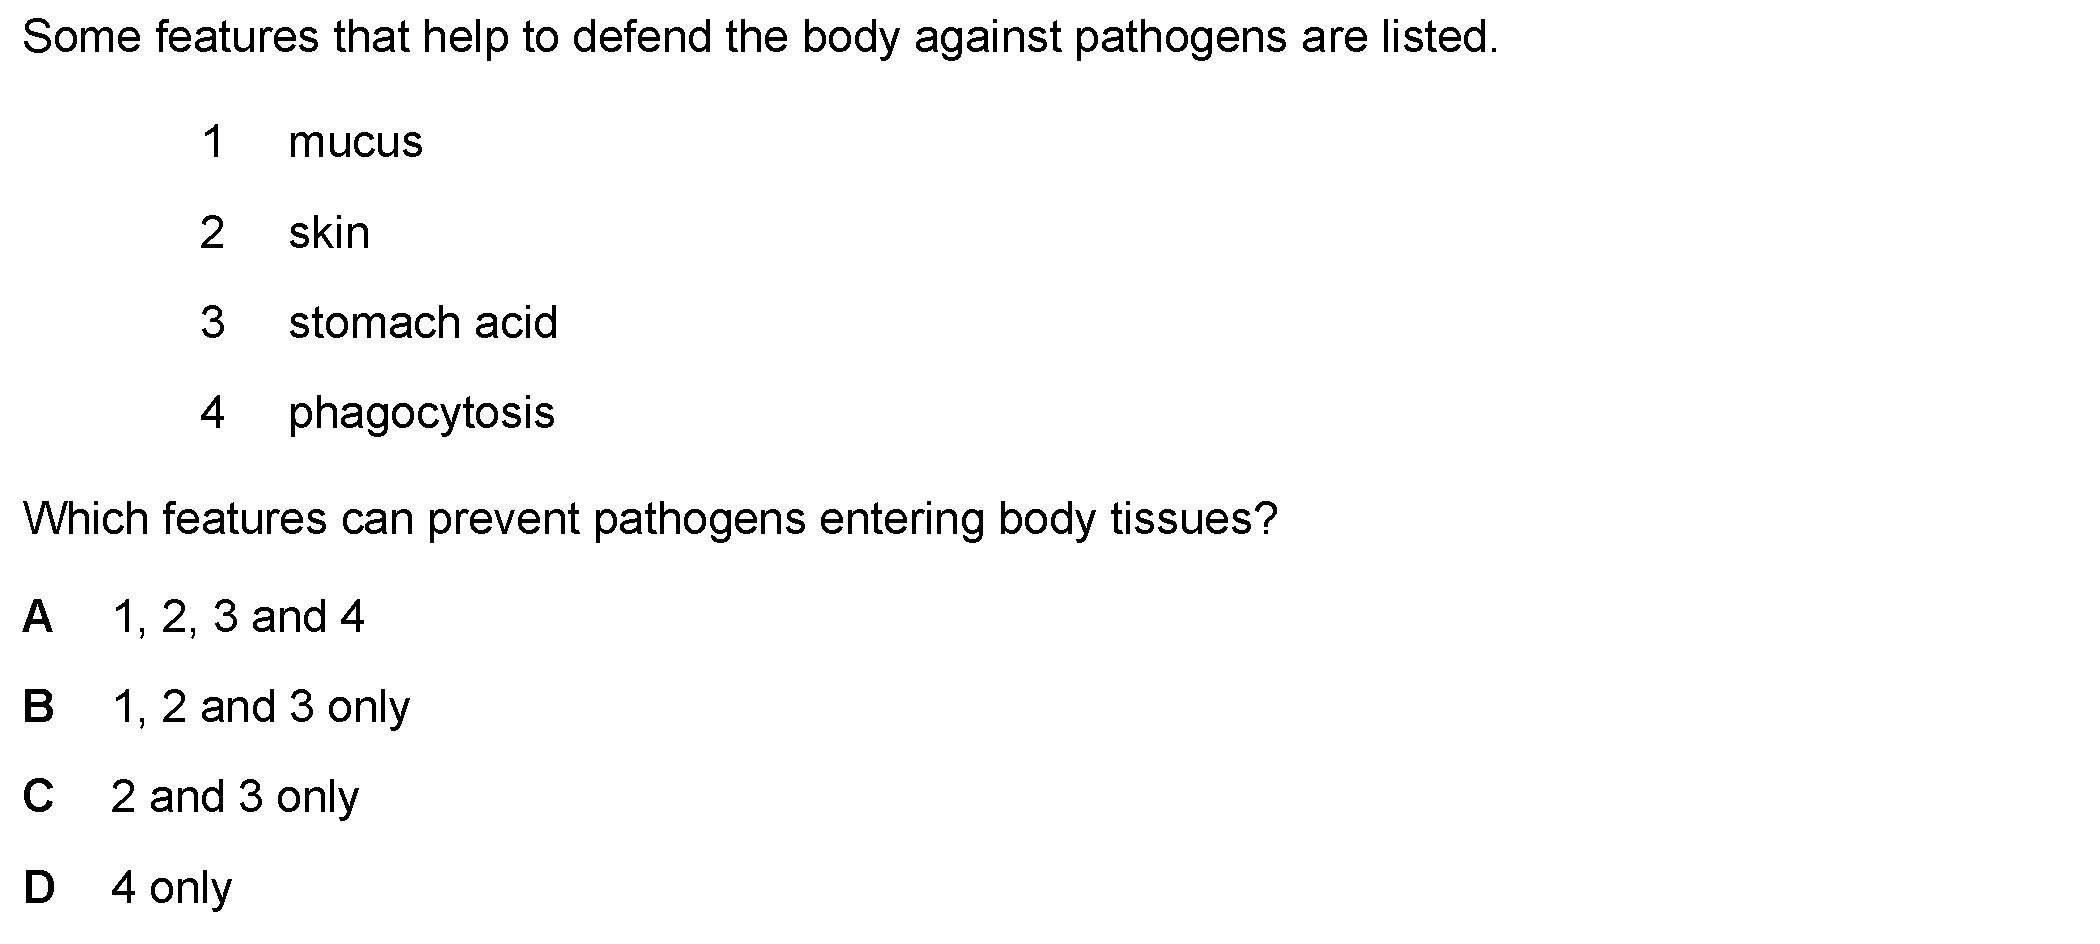 Some features that help to defend the body against pathogens are listed.
1 mucus
2 skin
3 stomach acid
4 phagocytosis
Which features can prevent pathogens entering body tissues?
A 1, 2, 3 and 4
B 1, 2 and 3 only
C 2 and 3 only
D 4 only